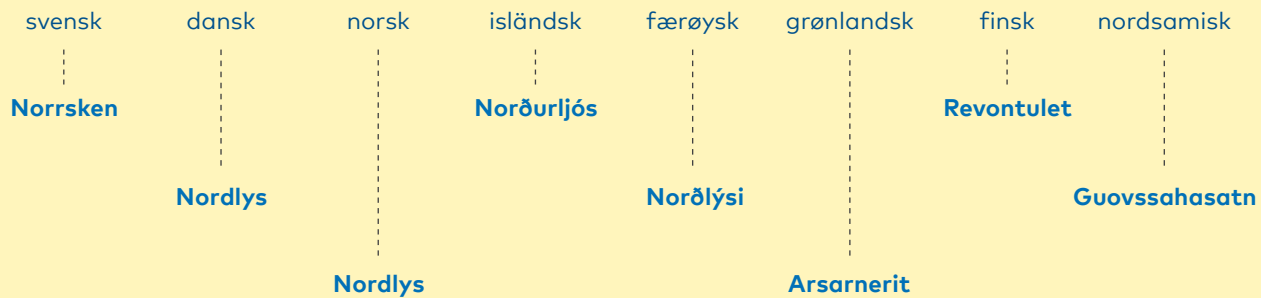 svensk dansk norsk isländsk færøysk grønlandsk finsk nordsamisk
Norrsken Norðurljós Revontulet
Nordlys Norðlýsi Guovssahasatn
Nordlys Arsarnerit